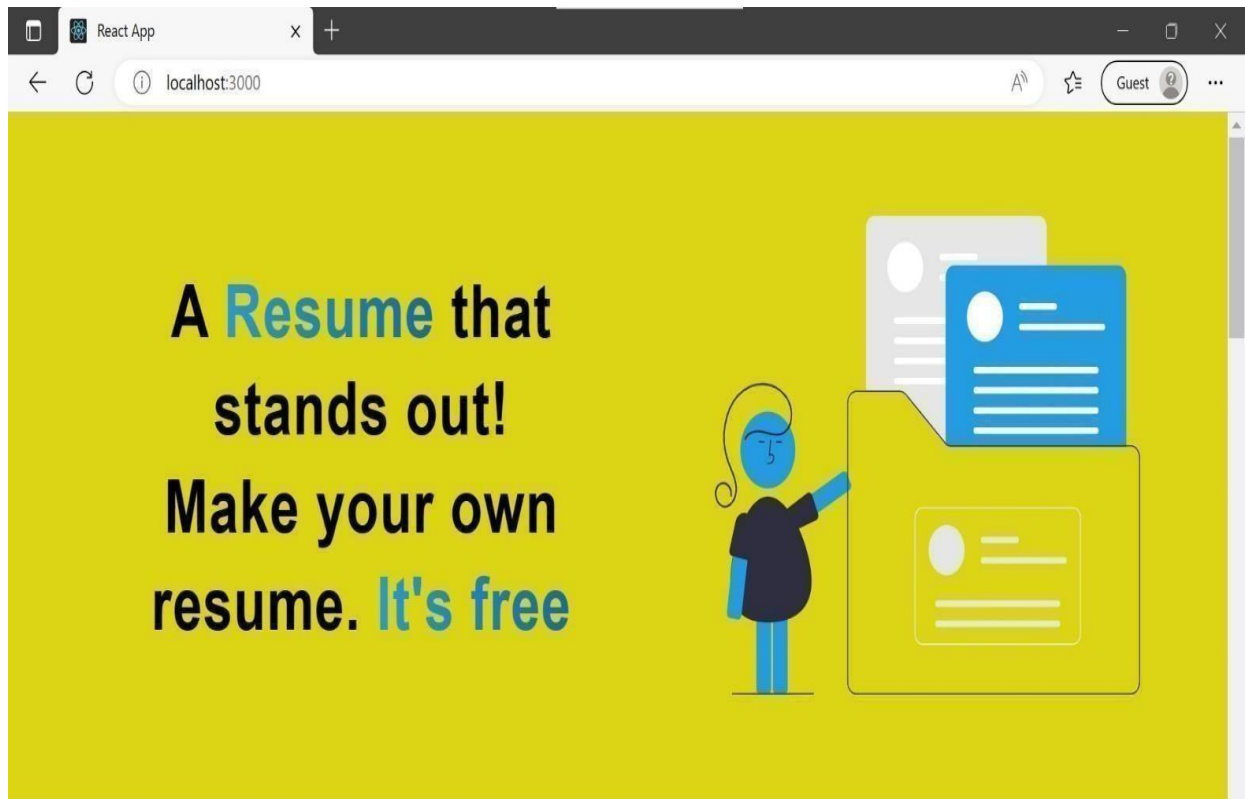 React App
localhost:3000
Guest
A Resume that
stands out!
Make your own
resume. It's free